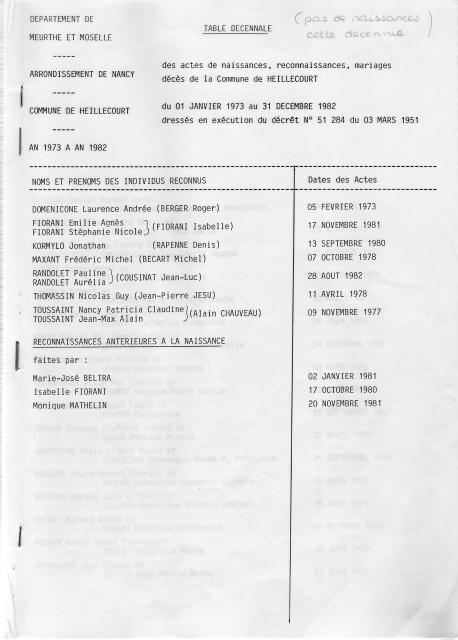 DEPARTEMENT DE
MEURTHE ET MOSELLE
-----
ARRONDISSEMENT DE NANCY
-----
COMMUNE DE HEILLECOURT
-----
AN 1973 A AN 1982
TABLE DECENNALE
(pas de naissances
cette décennie)
des actes de naissances, reconnaissances, mariages
décès de la Commune de HEILLECOURT
du 01 JANVIER 1973 au 31 DECEMBRE 1982
dressés en exécution du décrêt N° 51 284 du 03 MARS 1951
NOMS ET PRENOMS DES INDIVIDUS RECONNUS Dates des Actes
DOMENICONE Laurence Andrée (BERGER Roger) 05 FEVRIER 1973
FIORANI Emilie Agnès
FIORANI Stéphanie Nicole (FIORANI Isabelle) 17 NOVEMBRE 1981
KORMYLO Jonathan (RAPENNE Denis) 13 SEPTEMBRE 1980
MAXANT Frédéric Michel (BECART Michel) 07 OCTOBRE 1978
RANDOLET Pauline
RANDOLET Aurélia (COUSINAT Jean-Luc) 28 AOUT 1982
THOMASSIN Nicolas Guy (Jean-Pierre JESU) 11 AVRIL 1978
TOUSSAINT Nancy Patricia Claudine
TOUSSAINT Jean-Max Alain (Alain CHAUVEAU) 09 NOVEMBRE 1977
RECONNAISSANCES ANTERIEURES A LA NAISSANCE
faites par :
Marie-José BELTRA 02 JANVIER 1981
Isabelle FIORANI 17 OCTOBRE 1980
Monique MATHELIN 20 NOVEMBRE 1981